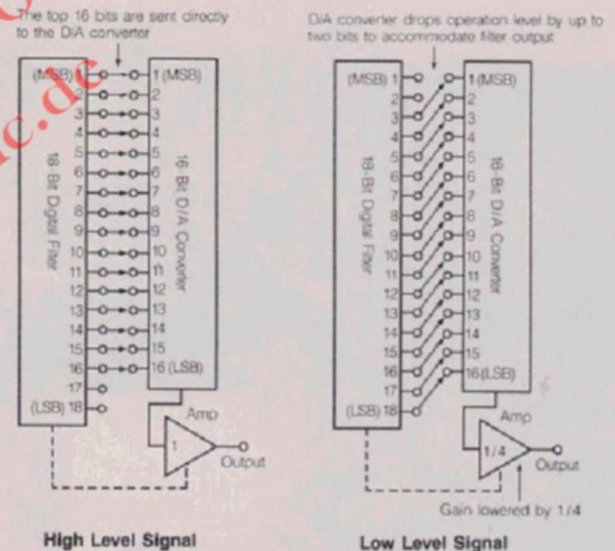 The top 16 bits are sent directly
to the D/A converter
(MSB) 1
2
3
4
5
6
7
8
9
10
11
12
13
14
15
16
17
(LSB) 18
18-Bit Digital Filter
1 (MSB)
2
3
4
5
6
7
8
9
10
11
12
13
14
15
16 (LSB)
16-Bit D/A Converter
Amp
1
Output
High Level Signal
D/A converter drops operation level by up to
two bits to accommodate filter output
(MSB) 1
2
3
4
5
6
7
8
9
10
11
12
13
14
15
16
17
(LSB) 18
18-Bit Digital Filter
1 (MSB)
2
3
4
5
6
7
8
9
10
11
12
13
14
15
16 (LSB)
16-Bit D/A Converter
Amp
1/4
Output
Gain lowered by 1/4
Low Level Signal